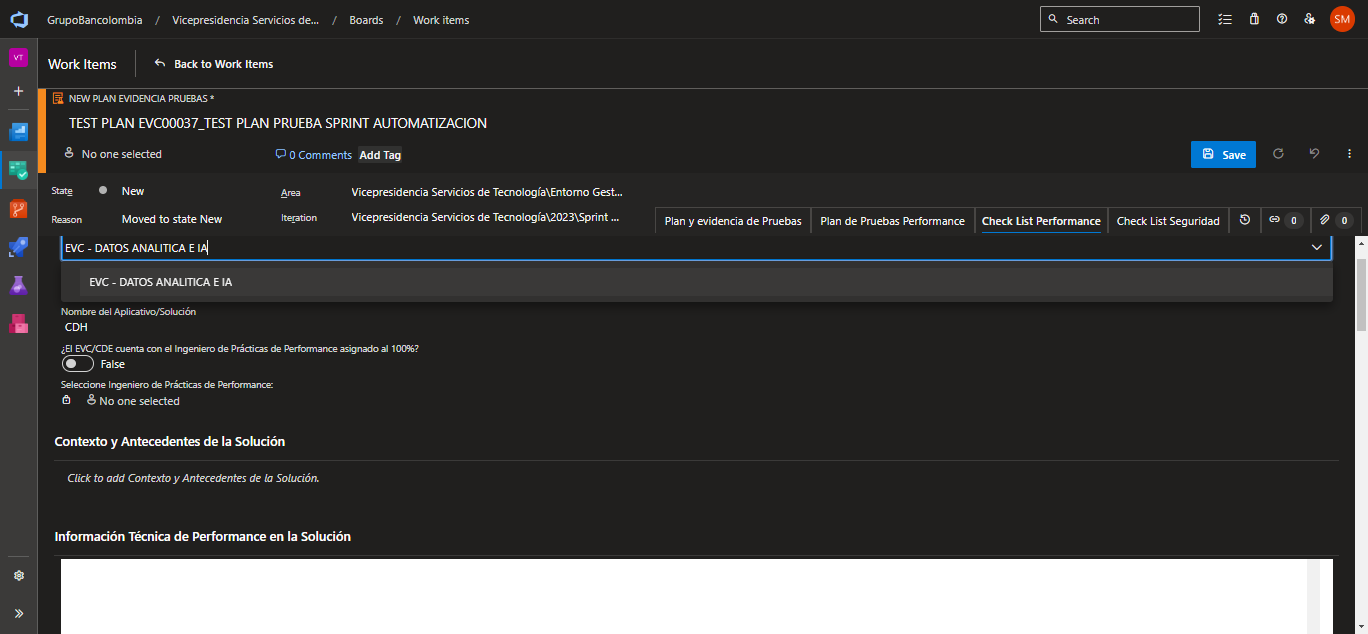 GrupoBancolombia / Vicepresidencia Servicios de... / Boards / Work items
Search
SM
VT
Work Items
Back to Work Items
NEW PLAN EVIDENCIA PRUEBAS *
TEST PLAN EVC00037_TEST PLAN PRUEBA SPRINT AUTOMATIZACION
No one selected
0 Comments
Add Tag
Save
State
New
Area
Vicepresidencia Servicios de Tecnología\Entorno Gest...
Reason
Moved to state New
Iteration
Vicepresidencia Servicios de Tecnología\2023\Sprint ...
Plan y evidencia de Pruebas
Plan de Pruebas Performance
Check List Performance
Check List Seguridad
0
0
EVC - DATOS ANALITICA E IA
EVC - DATOS ANALITICA E IA
Nombre del Aplicativo/Solución
CDH
¿El EVC/CDE cuenta con el Ingeniero de Prácticas de Performance asignado al 100%?
False
Seleccione Ingeniero de Prácticas de Performance:
No one selected
Contexto y Antecedentes de la Solución
Click to add Contexto y Antecedentes de la Solución.
Información Técnica de Performance en la Solución